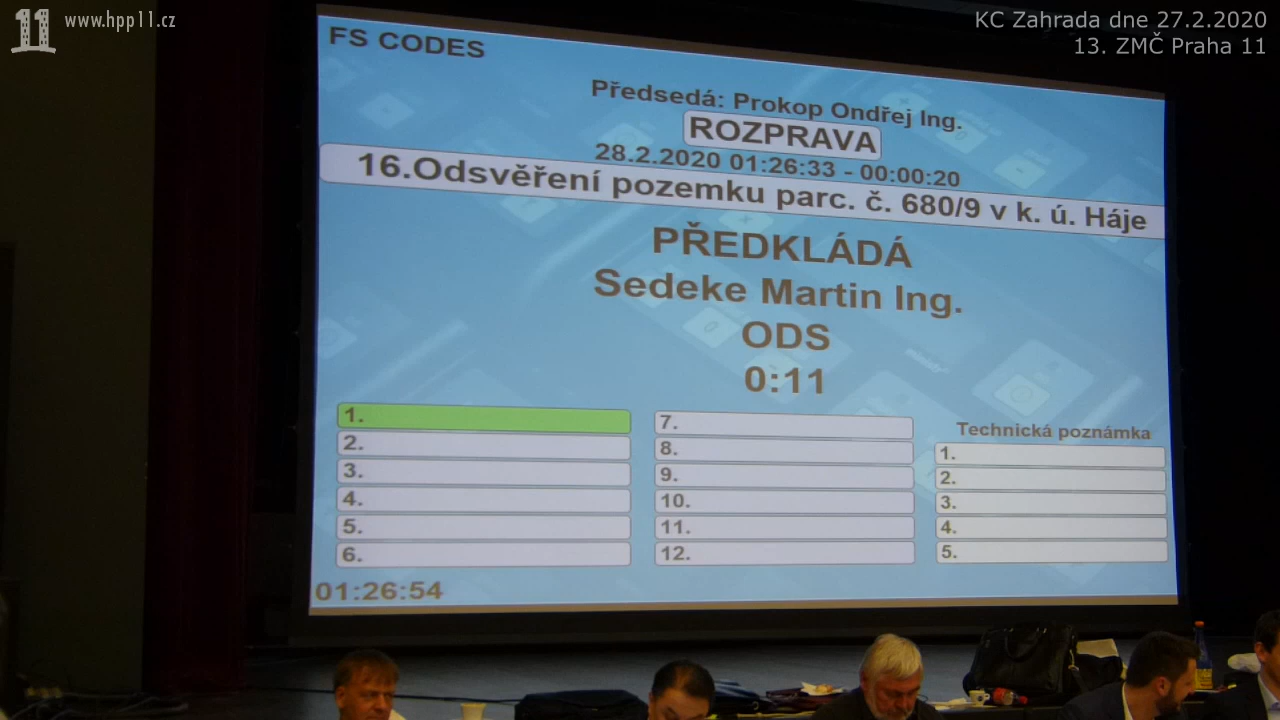 11 www.hpp11.cz
KC Zahrada dne 27.2.2020
13. ZMČ Praha 11
FS CODES
Předsedá: Prokop Ondřej Ing.
ROZPRAVA
28.2.2020 01:26:33 - 00:00:20
16.Odsvěření pozemku parc. č. 680/9 v k. ú. Háje
PŘEDKLÁDÁ
Sedeke Martin Ing.
ODS
0:11
1.
2.
3.
4.
5.
6.
7.
8.
9.
10.
11.
12.
Technická poznámka
1.
2.
3.
4.
5.
01:26:54